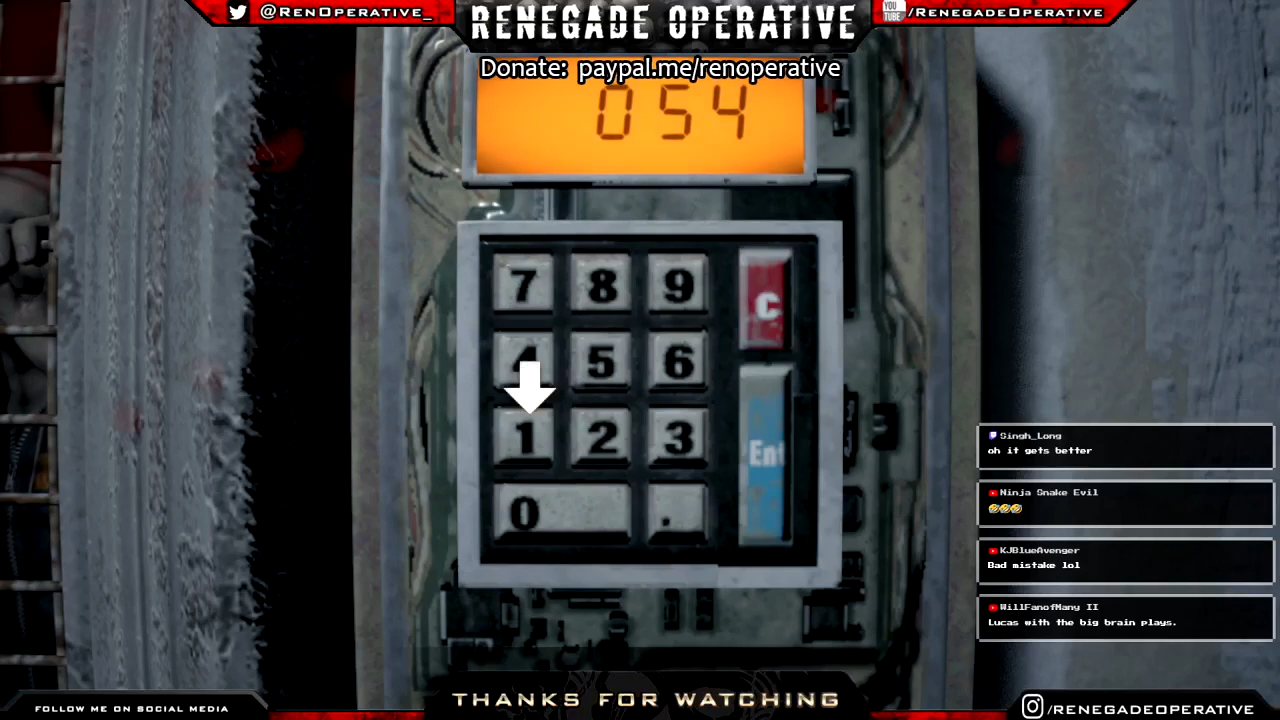 @RenOperative_
RENEGADE OPERATIVE
YOU TUBE /RenegadeOperative
Donate: paypal.me/renoperative
054
7 8 9 C
4 5 6
1 2 3 Ent
0 .
Singh_Long
oh it gets better
Ninja Snake Evil
🤣🤣🤣
KJBlueAvenger
Bad mistake lol
WillFanofMany II
Lucas with the big brain plays.
FOLLOW ME ON SOCIAL MEDIA
THANKS FOR WATCHING
/RENEGADEOPERATIVE